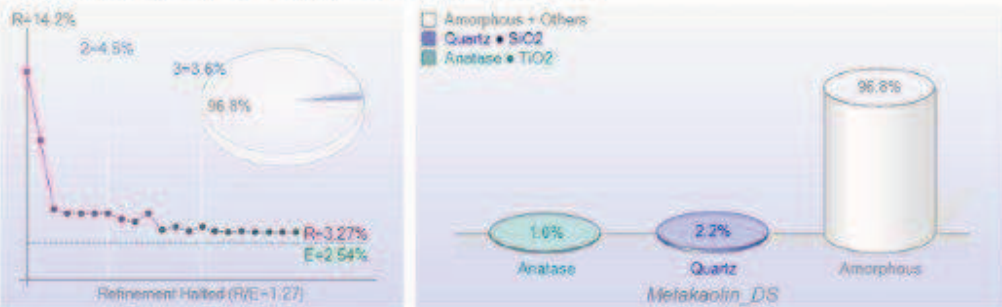 R=14.2%
2=4.5%
3=3.6%
96.8%
R=3.27%
E=2.54%
Refinement Halted (R/E=1.27)
Amorphous + Others
Quartz • SiO2
Anatase • TiO2
96.8%
1.0%
2.2%
Anatase
Quartz
Amorphous
Metakaolin_DS